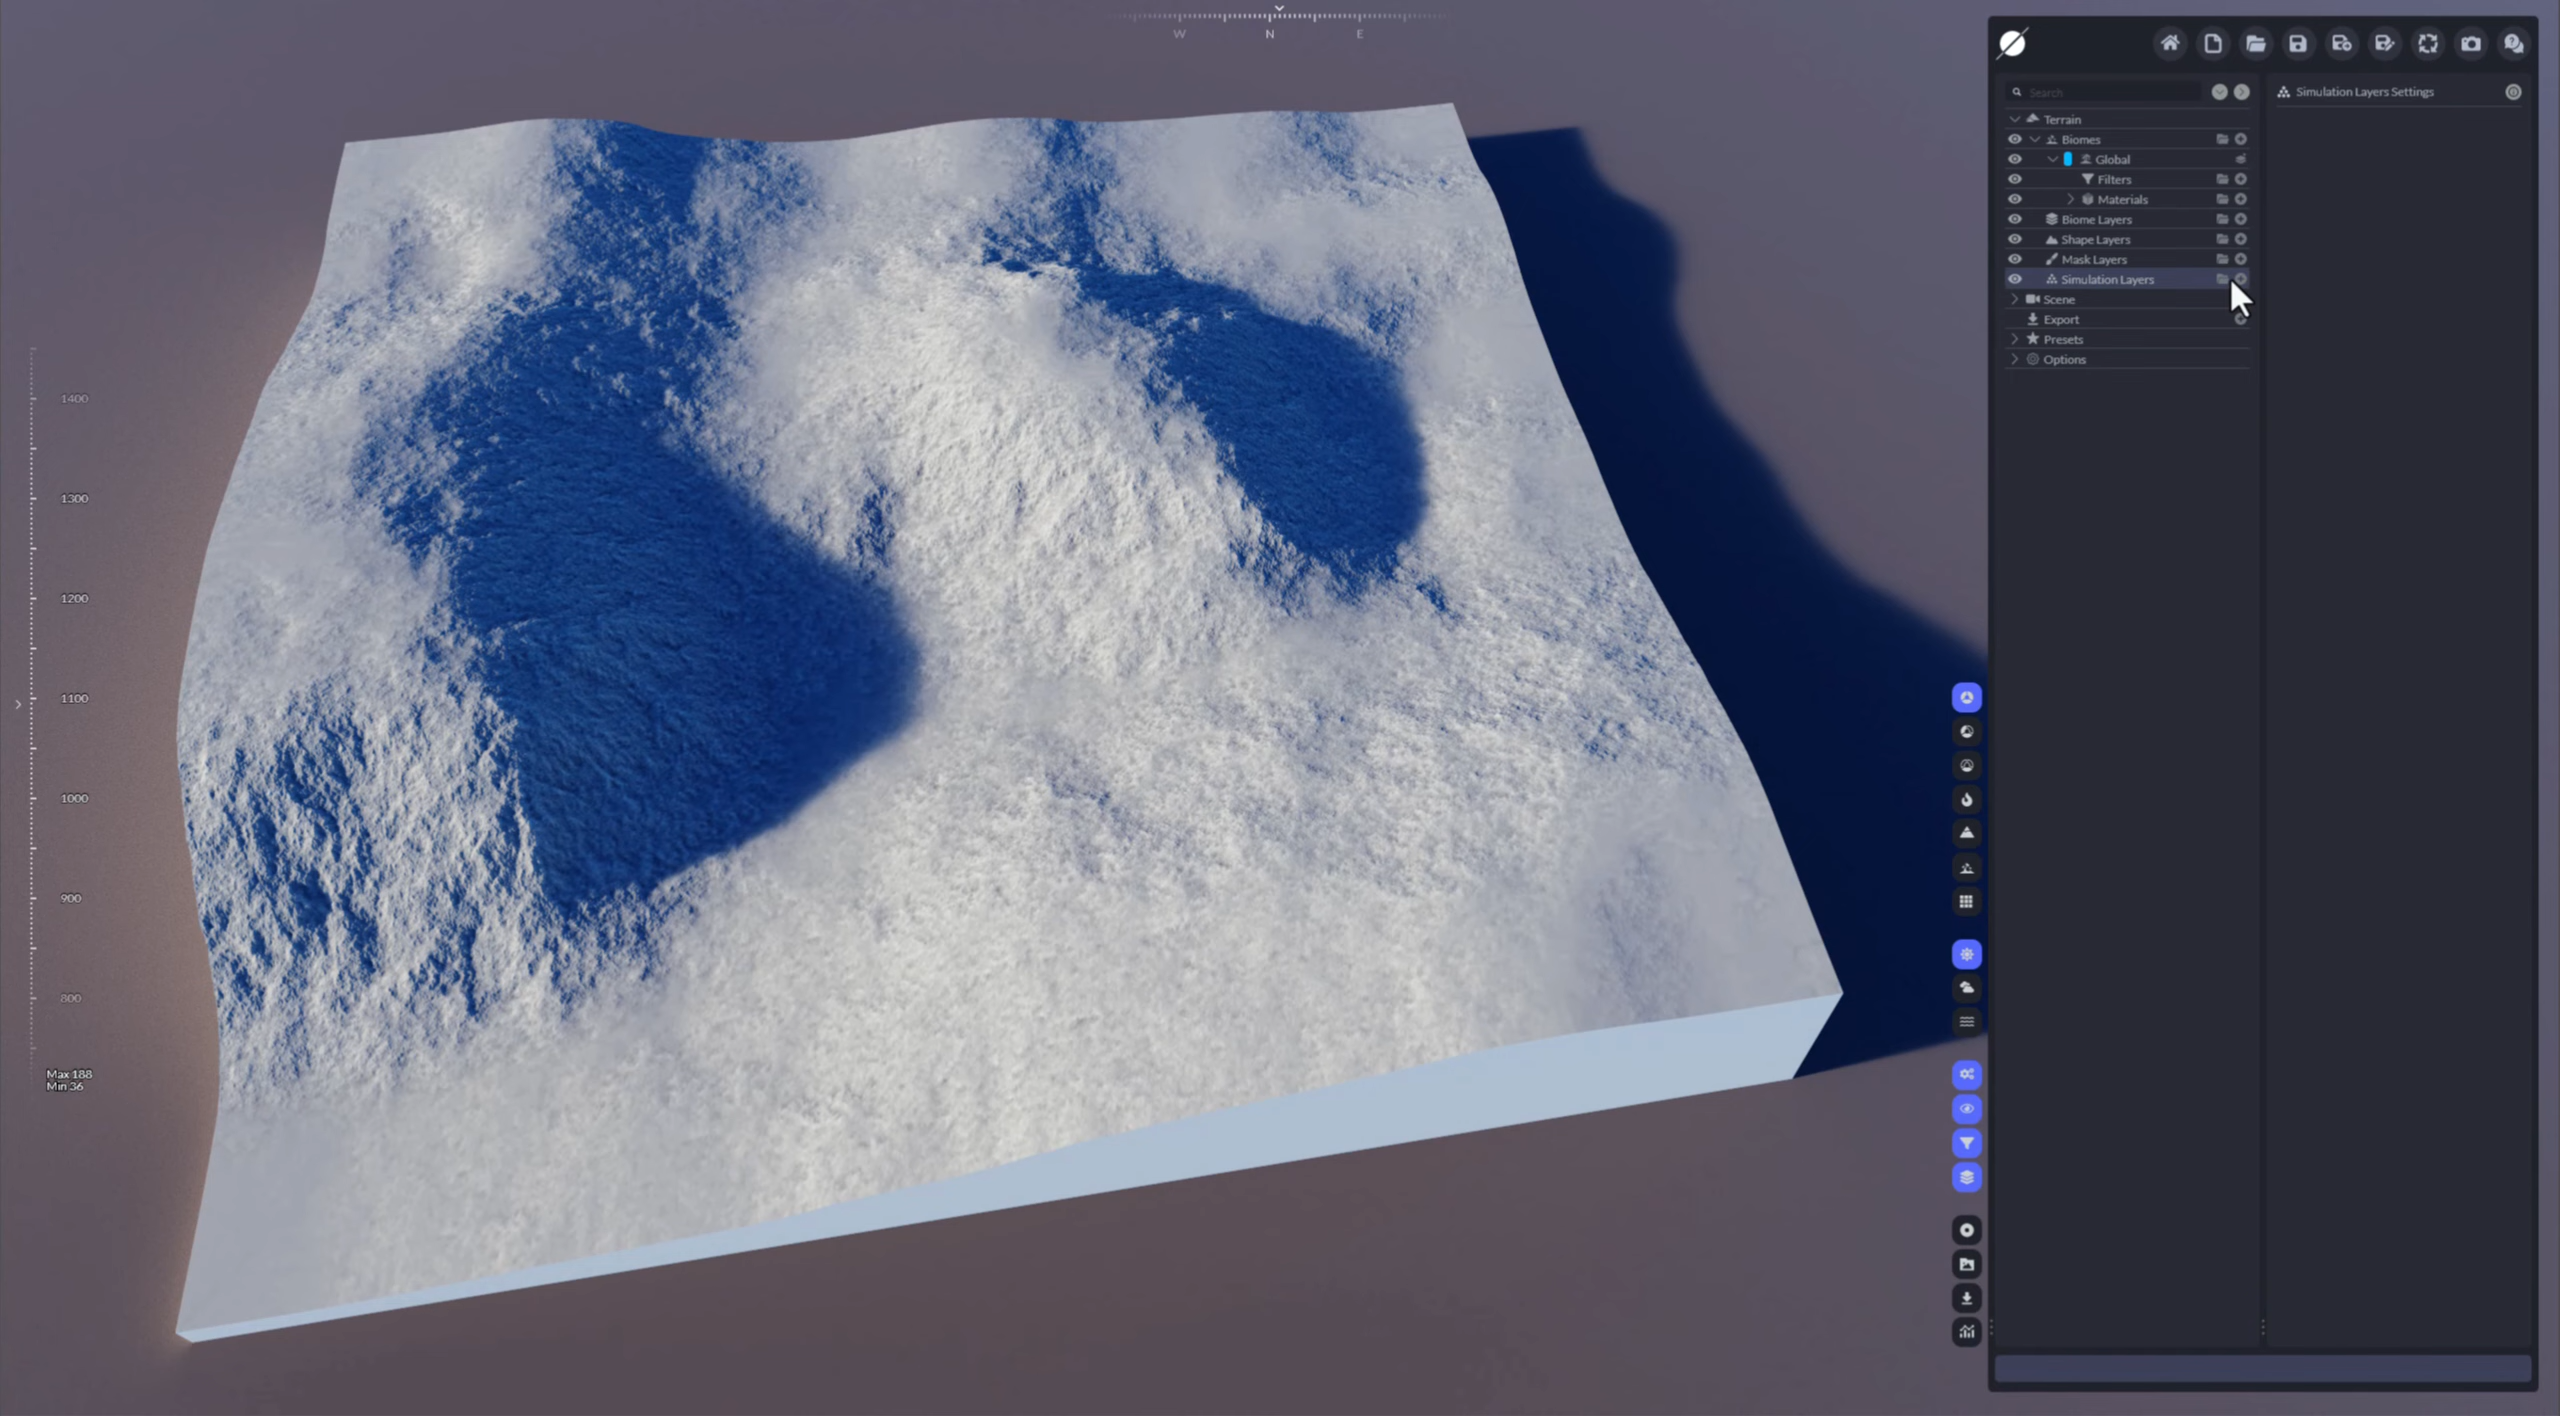 W N E
Search
Simulation Layers Settings
Terrain
Biomes
Global
Filters
Materials
Biome Layers
Shape Layers
Mask Layers
Simulation Layers
Scene
Export
Presets
Options
1400
1300
1200
1100
1000
900
800
Max 188
Min 36